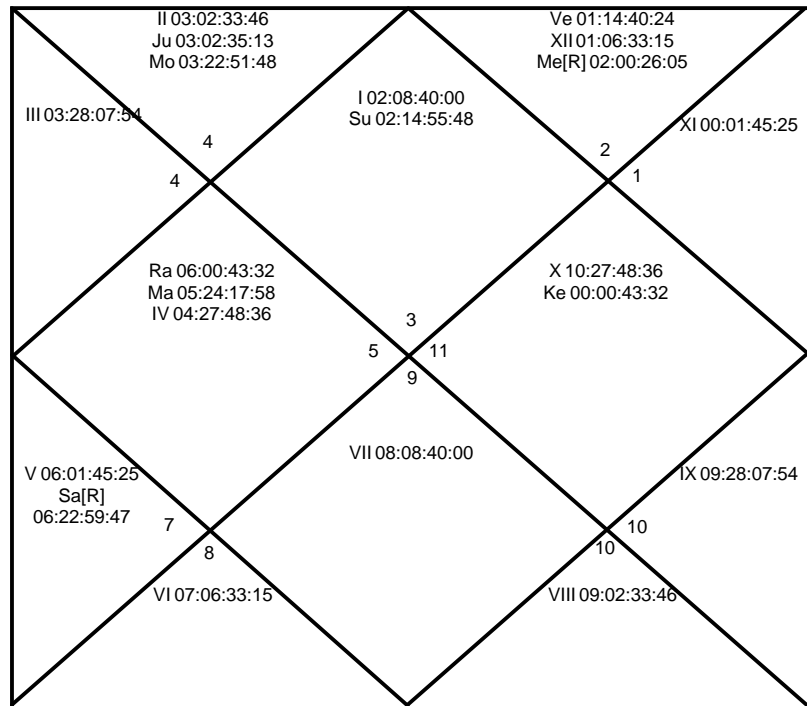 II 03:02:33:46
Ju 03:02:35:13
Mo 03:22:51:48
Ve 01:14:40:24
XII 01:06:33:15
Me[R] 02:00:26:05
I 02:08:40:00
Su 02:14:55:48
III 03:28:07:54
XI 00:01:45:25
4
2
4
1
Ra 06:00:43:32
Ma 05:24:17:58
IV 04:27:48:36
X 10:27:48:36
Ke 00:00:43:32
3
5
11
9
VII 08:08:40:00
V 06:01:45:25
Sa[R]
06:22:59:47
IX 09:28:07:54
7
10
8
10
VI 07:06:33:15
VIII 09:02:33:46